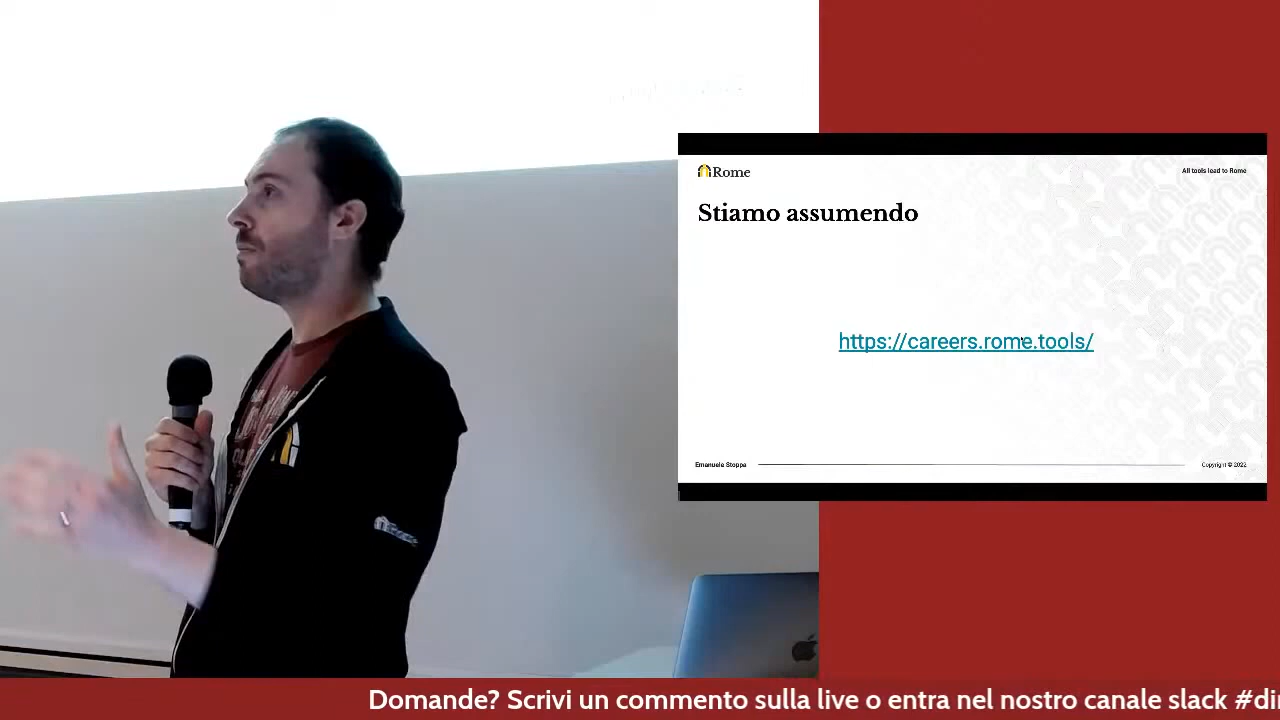 Rome
All tools lead to Rome
Stiamo assumendo
https://careers.rome.tools/
Emanuele Stoppa
Copyright © 2022
Rome
Domande? Scrivi un commento sulla live o entra nel nostro canale slack #di